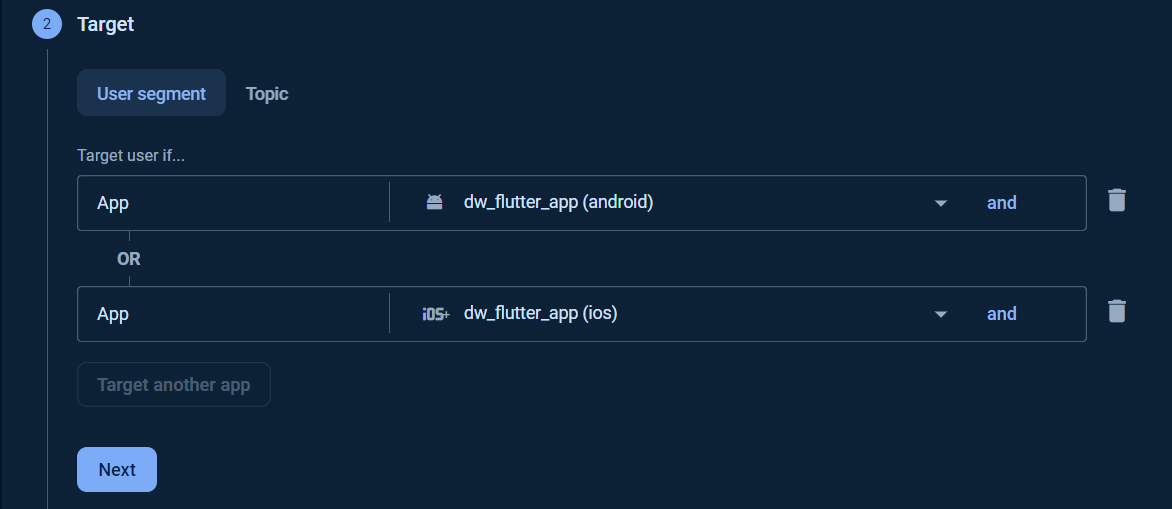 2 Target
User segment Topic
Target user if...
App dw_flutter_app (android) and
OR
App iOS+ dw_flutter_app (ios) and
Target another app
Next